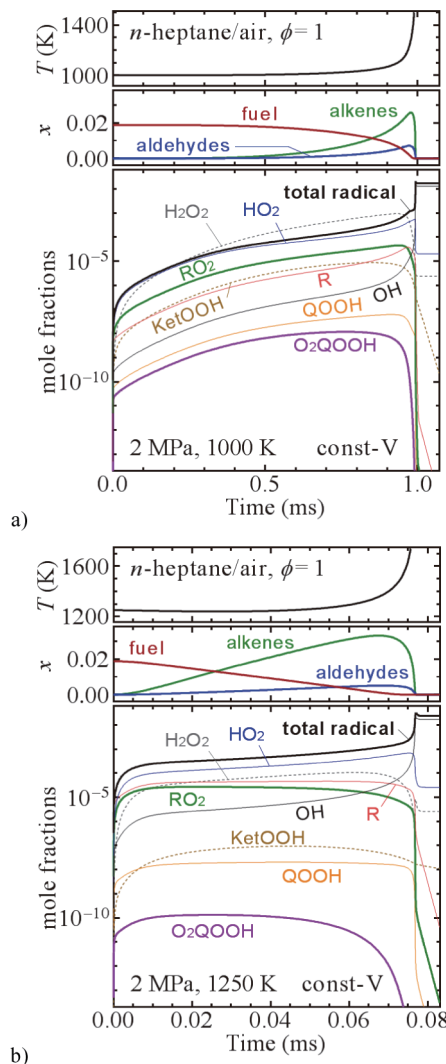 1400
1000
T (K)
n-heptane/air, ϕ= 1
0.02
0.00
x
fuel
alkenes
aldehydes
total radical
H2O2
HO2
RO2
R
OH
KetOOH
QOOH
O2QOOH
10−5
10−10
mole fractions
2 MPa, 1000 K const-V
0.0 0.5 1.0
Time (ms)
a)
1600
1200
T (K)
n-heptane/air, ϕ= 1
0.02
0.00
x
fuel
alkenes
aldehydes
total radical
H2O2
HO2
RO2
OH
R
KetOOH
QOOH
O2QOOH
10−5
10−10
mole fractions
2 MPa, 1250 K const-V
0.00 0.02 0.04 0.06 0.08
Time (ms)
b)